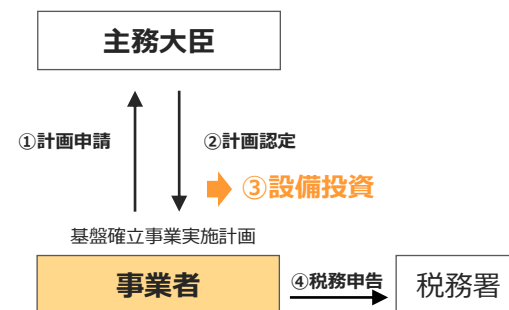 主務大臣
①計画申請
②計画認定
③設備投資
基盤確立事業実施計画
事業者
④税務申告
税務署